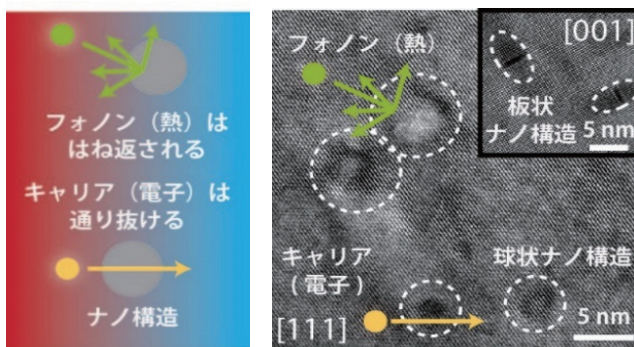 フォノン（熱）は
はね返される
キャリア（電子）は
通り抜ける
ナノ構造
フォノン（熱）
[001]
板状
ナノ構造
5 nm
キャリア
(電子)
球状ナノ構造
[111]
5 nm